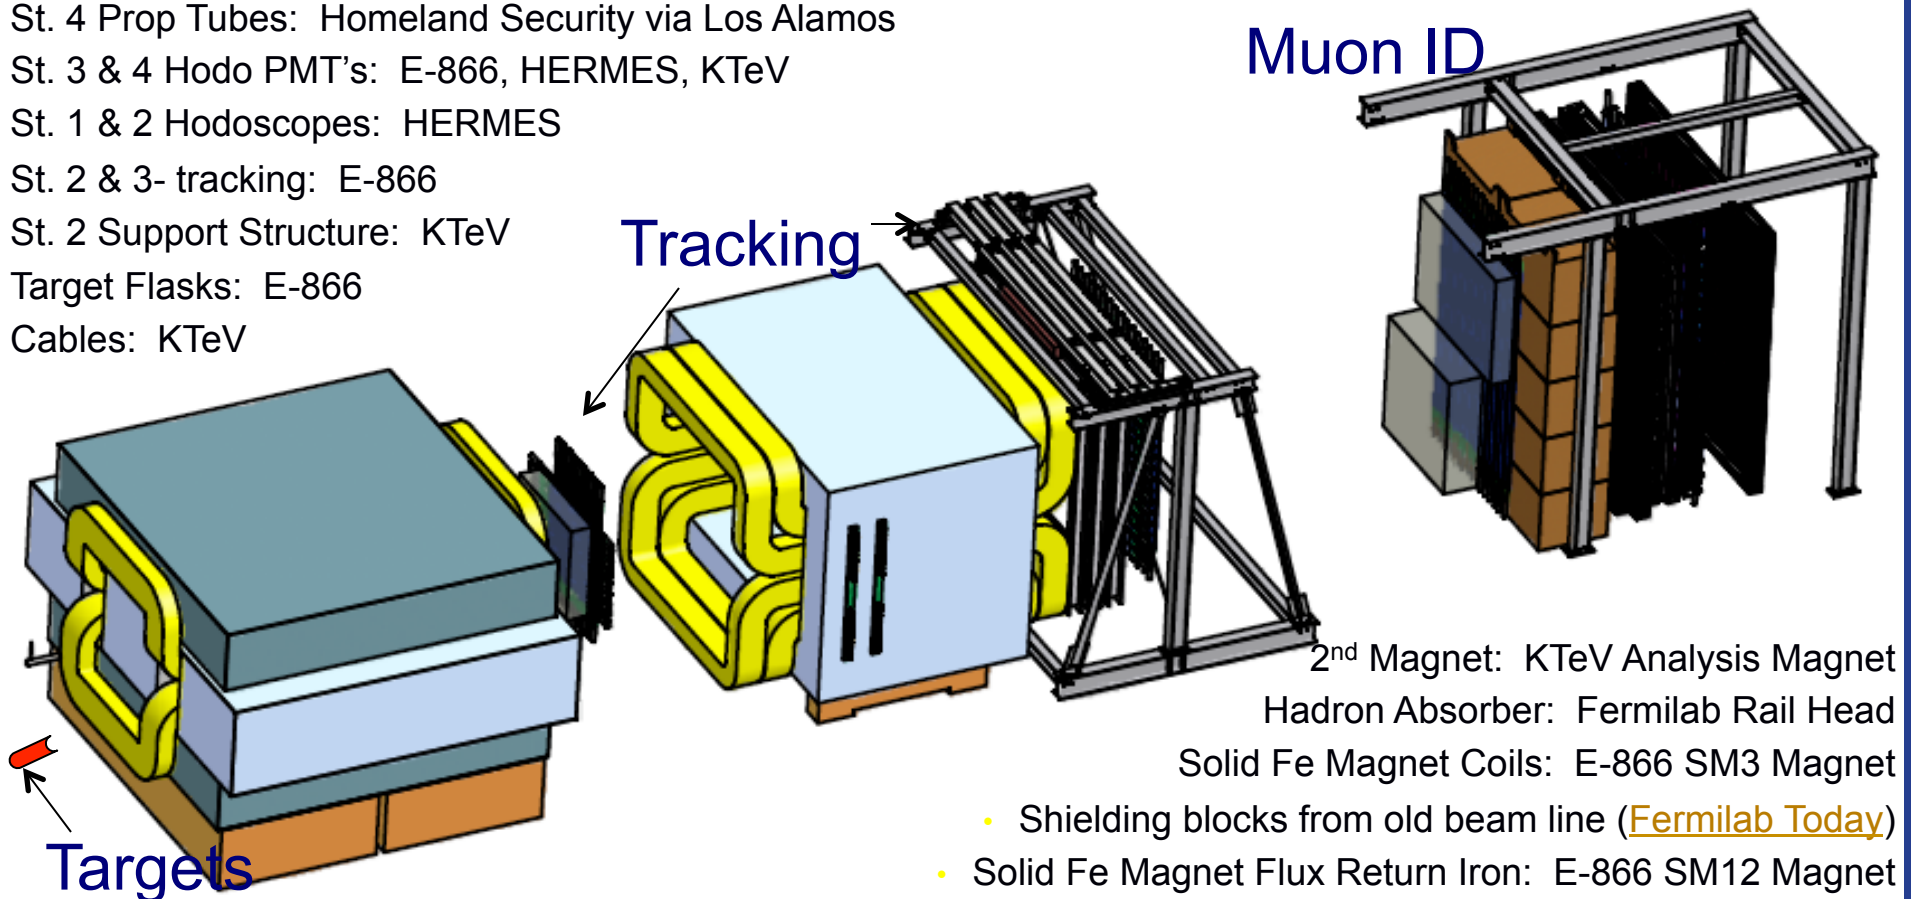 St. 4 Prop Tubes: Homeland Security via Los Alamos
St. 3 & 4 Hodo PMT's: E-866, HERMES, KTeV
St. 1 & 2 Hodoscopes: HERMES
St. 2 & 3- tracking: E-866
St. 2 Support Structure: KTeV
Target Flasks: E-866
Cables: KTeV
Muon ID
Tracking
Targets
2nd Magnet: KTeV Analysis Magnet
Hadron Absorber: Fermilab Rail Head
Solid Fe Magnet Coils: E-866 SM3 Magnet
• Shielding blocks from old beam line (Fermilab Today)
• Solid Fe Magnet Flux Return Iron: E-866 SM12 Magnet